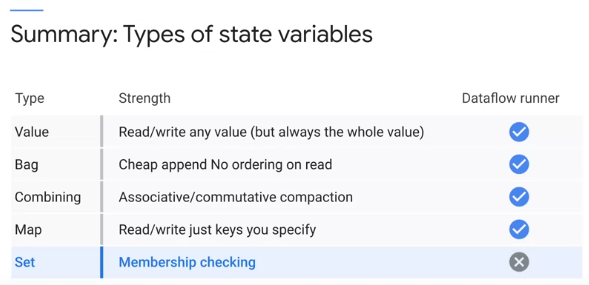 Summary: Types of state variables
Type Strength Dataflow runner
Value Read/write any value (but always the whole value)
Bag Cheap append No ordering on read
Combining Associative/commutative compaction
Map Read/write just keys you specify
Set Membership checking